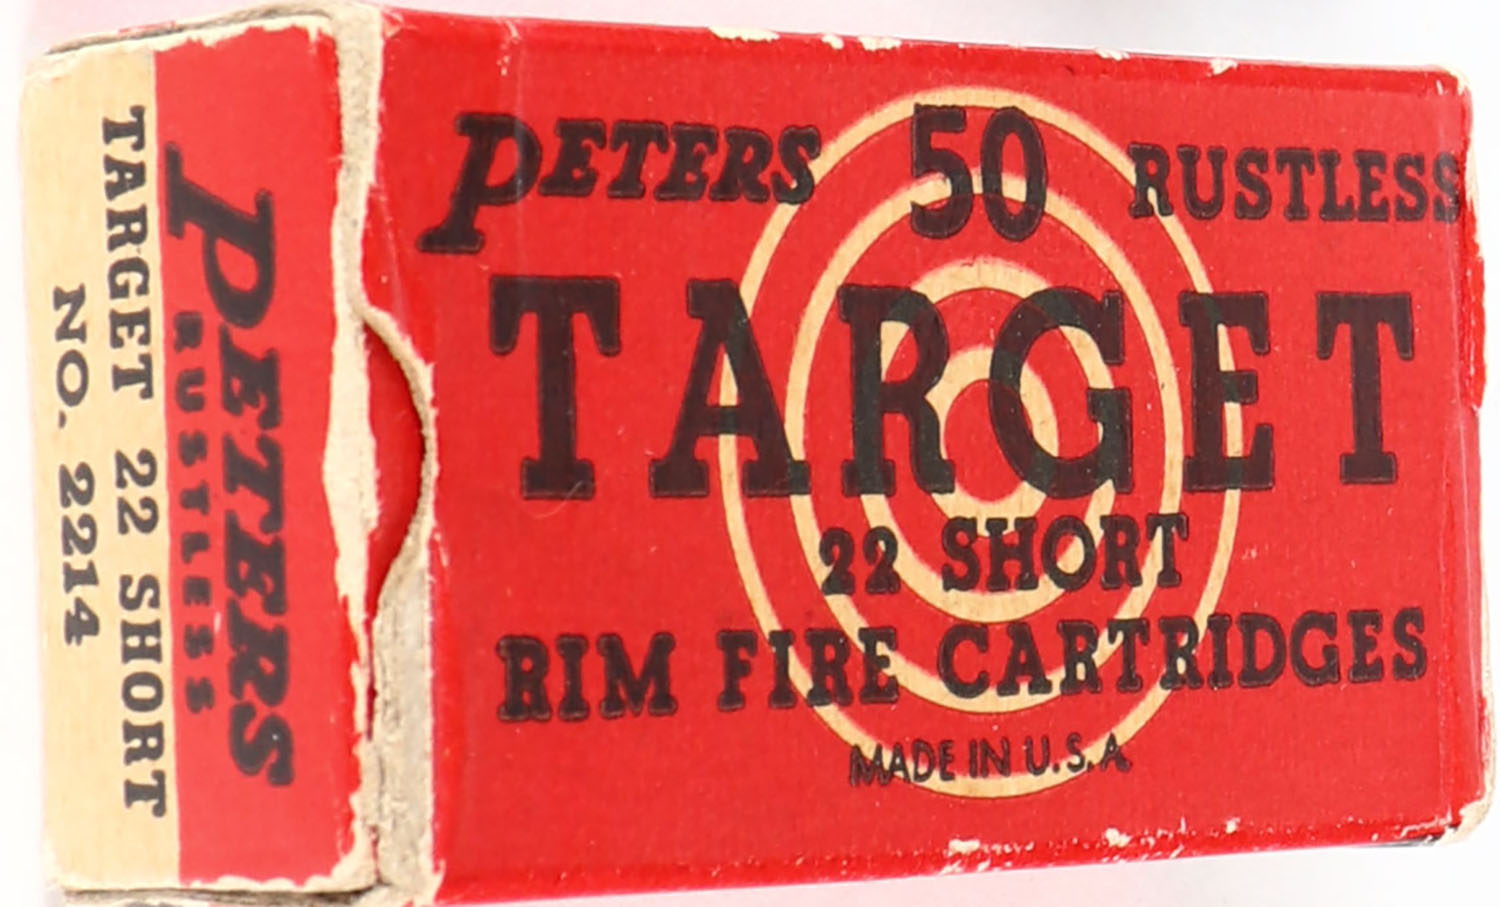 PETERS 50 RUSTLESS
TARGET
22 SHORT
RIM FIRE CARTRIDGES
MADE IN U.S.A.
PETERS
RUSTLESS
TARGET 22 SHORT
NO. 2214